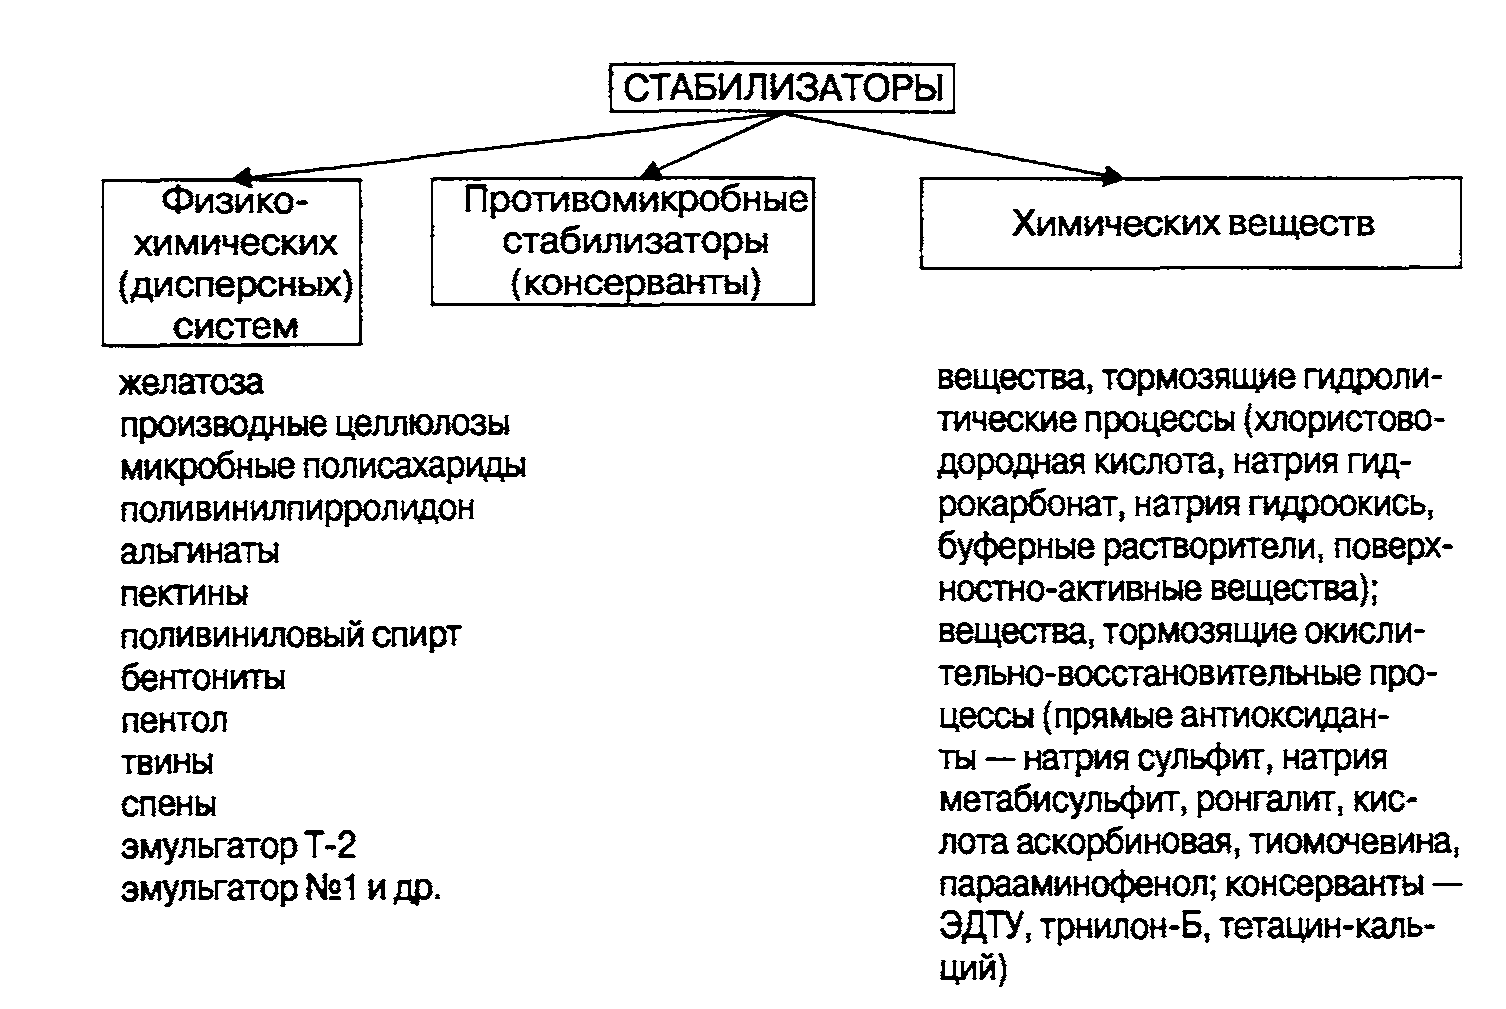 СТАБИЛИЗАТОРЫ
Физико-
химических
(дисперсных)
систем
Противомикробные
стабилизаторы
(консерванты)
Химических веществ
желатоза
производные целлюлозы
микробные полисахариды
поливинилпирролидон
альгинаты
пектины
поливиниловый спирт
бентониты
пентол
твины
спены
эмульгатор Т-2
эмульгатор №1 и др.
вещества, тормозящие гидроли-
тические процессы (хлористово-
дородная кислота, натрия гид-
рокарбонат, натрия гидроокись,
буферные растворители, поверх-
ностно-активные вещества);
вещества, тормозящие окисли-
тельно-восстановительные про-
цессы (прямые антиоксидан-
ты — натрия сульфит, натрия
метабисульфит, ронгалит, кис-
лота аскорбиновая, тиомочевина,
парааминофенол; консерванты —
ЭДТУ, трнилон-Б, тетацин-каль-
ций)